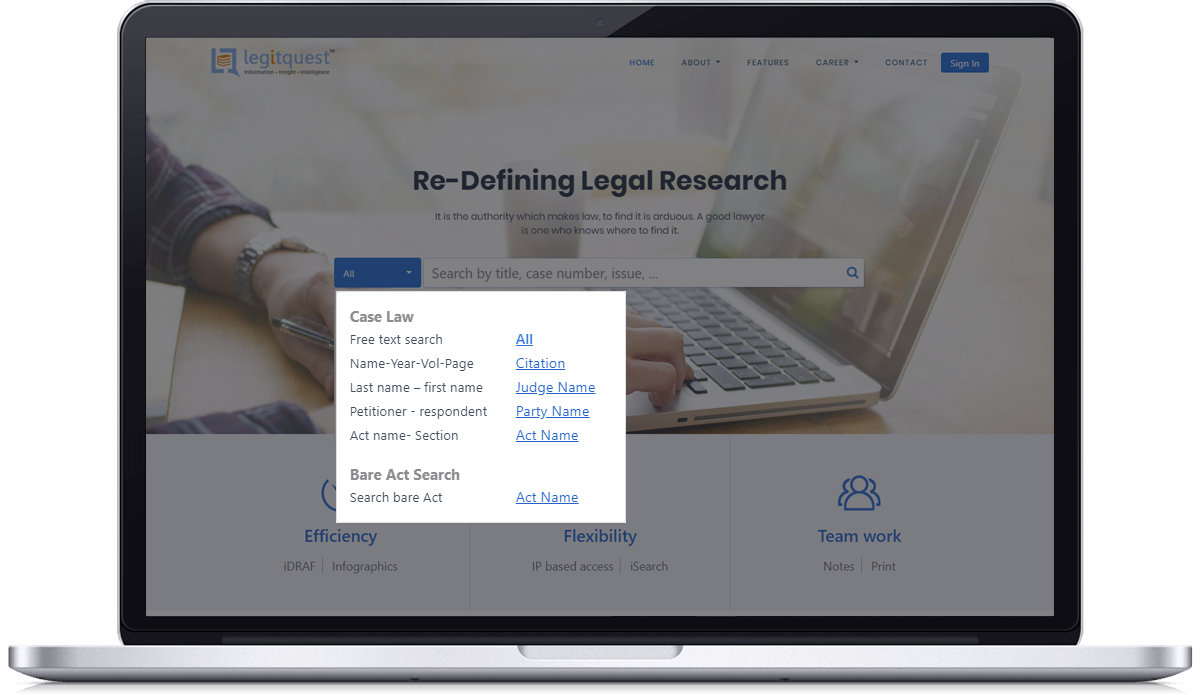 legitquest™
Information • Insight • Intelligence
HOME
ABOUT
FEATURES
CAREER
CONTACT
Sign In
Re-Defining Legal Research
It is the authority which makes law, to find it is arduous. A good lawyer
is one who knows where to find it.
All
Search by title, case number, issue, ...
Case Law
Free text search All
Name-Year-Vol-Page Citation
Last name – first name Judge Name
Petitioner - respondent Party Name
Act name- Section Act Name
Bare Act Search
Search bare Act Act Name
Efficiency
iDRAF | Infographics
Flexibility
IP based access | iSearch
Team work
Notes | Print